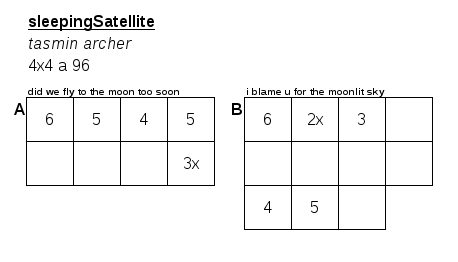 sleepingSatellite
tasmin archer
4x4 a 96
did we fly to the moon too soon
A 6 5 4 5
3x
i blame u for the moonlit sky
B 6 2x 3
4 5